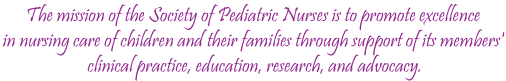 The mission of the Society of Pediatric Nurses is to promote excellence
in nursing care of children and their families through support of its members'
clinical practice, education, research, and advocacy.